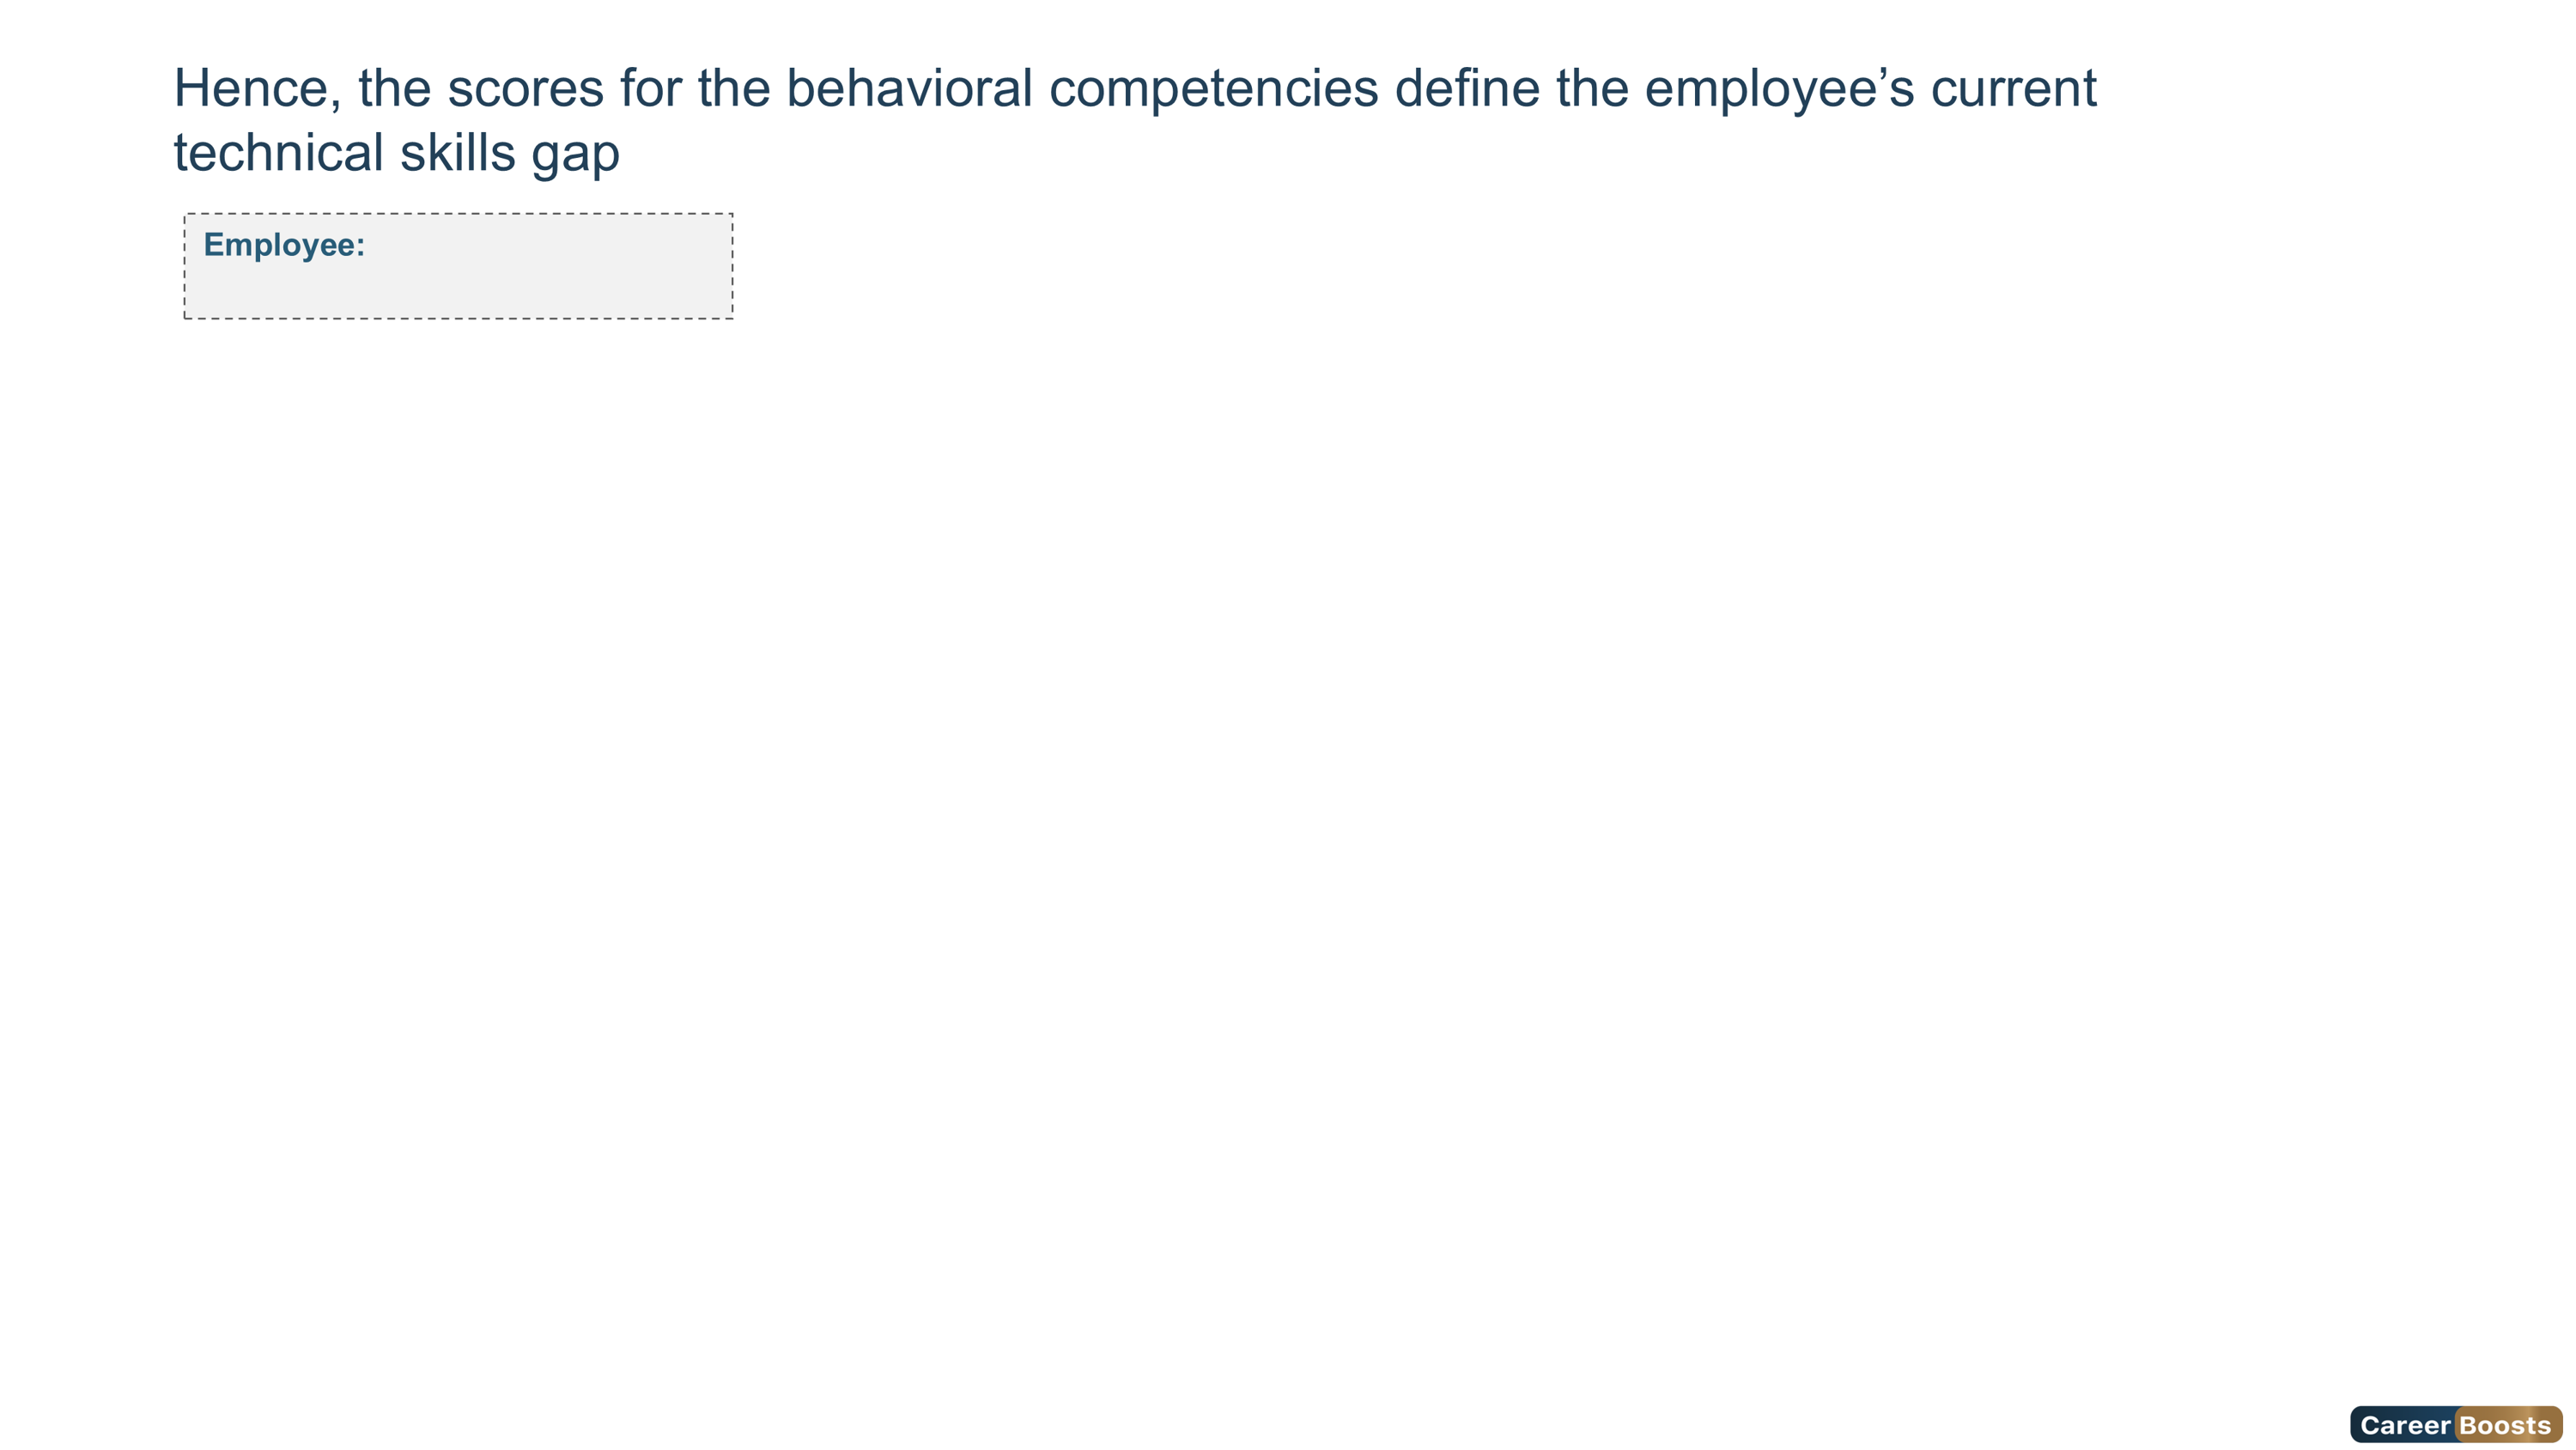 Hence, the scores for the behavioral competencies define the employee’s current
technical skills gap
Employee:
Career Boosts